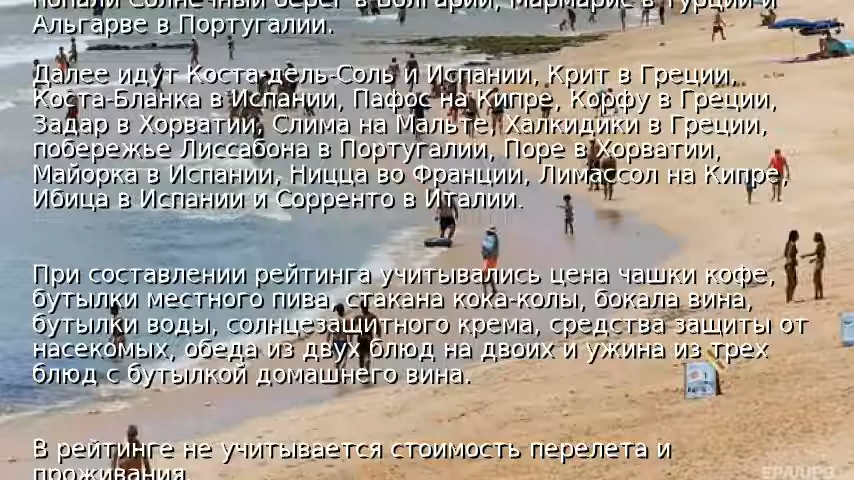 попали Солнечный берег в Болгарии, Мармарис в Турции и
Альгарве в Португалии.
Далее идут Коста-дель-Соль и Испании, Крит в Греции,
Коста-Бланка в Испании, Пафос на Кипре, Корфу в Греции,
Задар в Хорватии, Слима на Мальте, Халкидики в Греции,
побережье Лиссабона в Португалии, Поре в Хорватии,
Майорка в Испании, Ницца во Франции, Лимассол на Кипре,
Ибица в Испании и Сорренто в Италии.
При составлении рейтинга учитывались цена чашки кофе,
бутылки местного пива, стакана кока-колы, бокала вина,
бутылки воды, солнцезащитного крема, средства защиты от
насекомых, обеда из двух блюд на двоих и ужина из трех
блюд с бутылкой домашнего вина.
В рейтинге не учитывается стоимость перелета и
проживания.
EPA/UPG